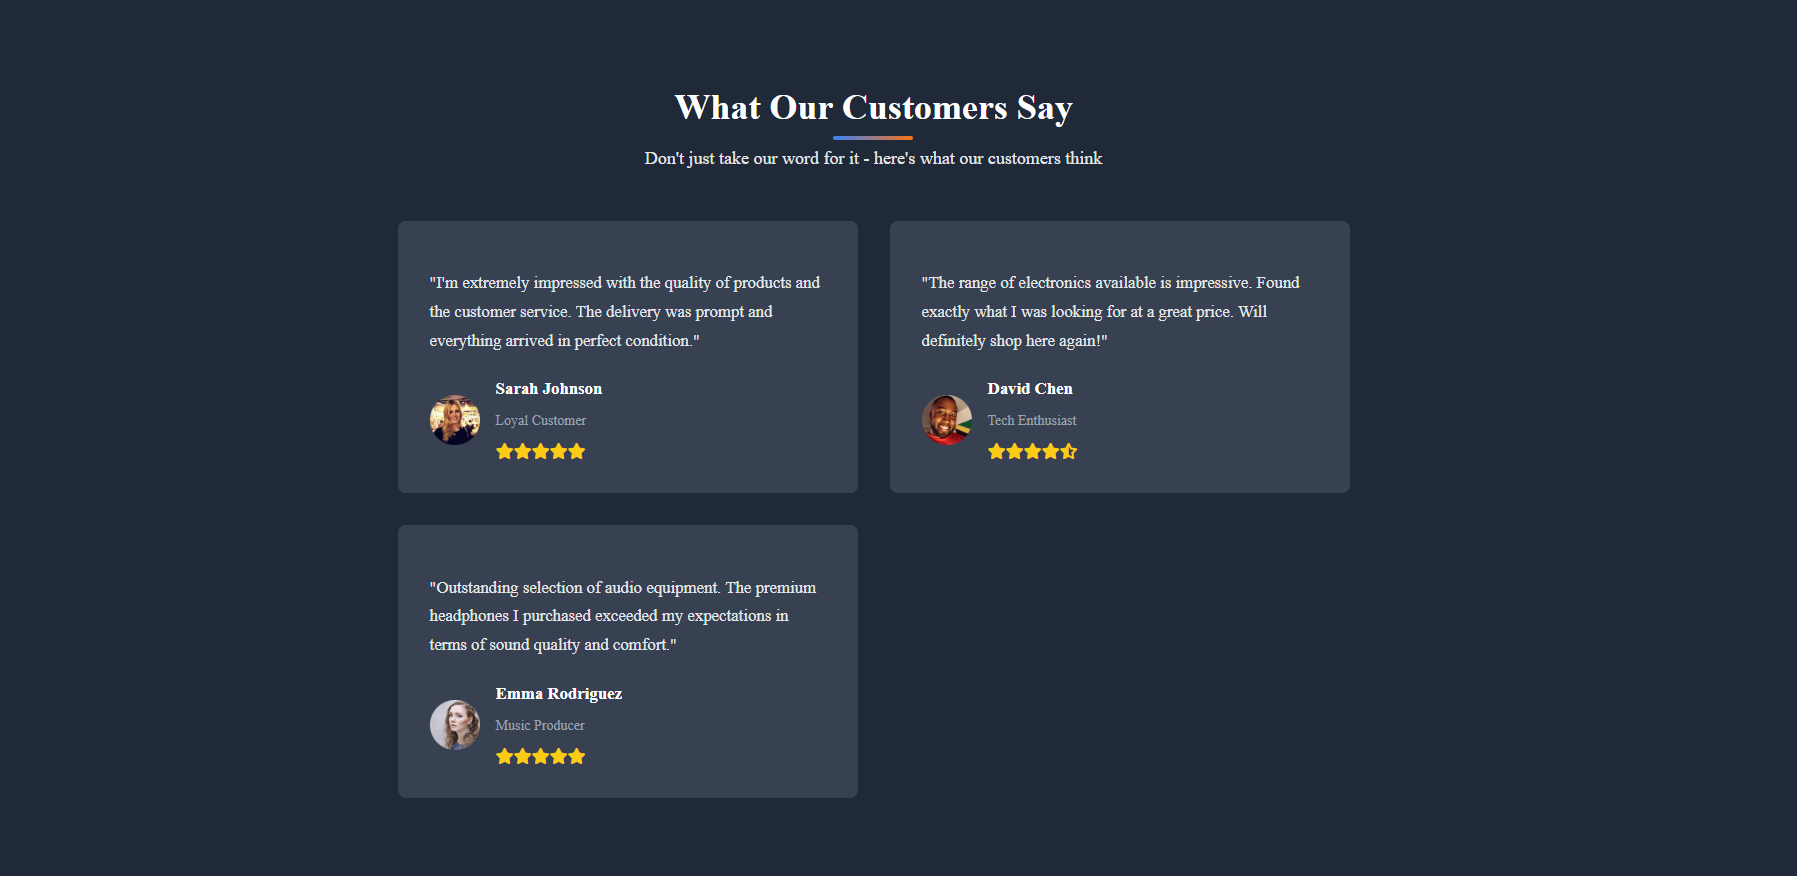 What Our Customers Say
Don't just take our word for it - here's what our customers think
"I'm extremely impressed with the quality of products and
the customer service. The delivery was prompt and
everything arrived in perfect condition."
Sarah Johnson
Loyal Customer
"The range of electronics available is impressive. Found
exactly what I was looking for at a great price. Will
definitely shop here again!"
David Chen
Tech Enthusiast
"Outstanding selection of audio equipment. The premium
headphones I purchased exceeded my expectations in
terms of sound quality and comfort."
Emma Rodriguez
Music Producer